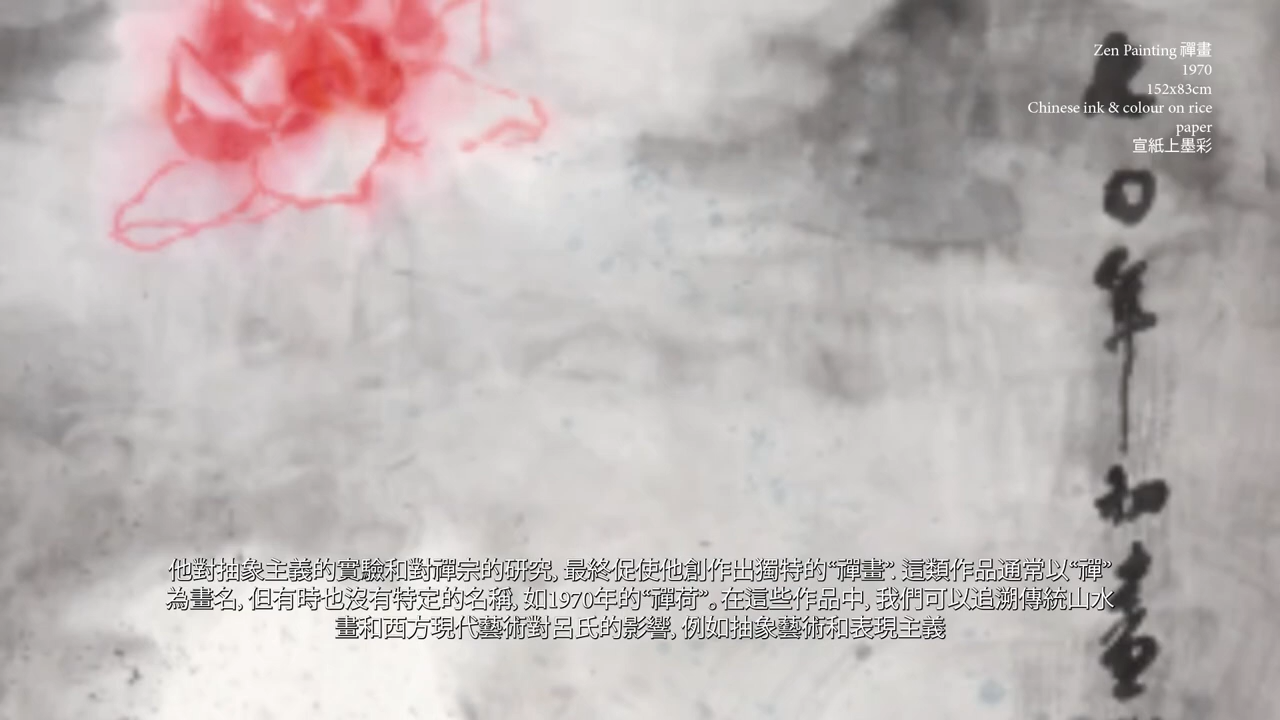 Zen Painting 禪畫
1970
152x83cm
Chinese ink & colour on rice
paper
宣紙上墨彩
七〇年初畫
他對抽象主義的實驗和對禪宗的研究, 最終促使他創作出獨特的“禪畫”. 這類作品通常以“禪”
為畫名, 但有時也沒有特定的名稱, 如1970年的“禪荷”。在這些作品中, 我們可以追溯傳統山水
畫和西方現代藝術對呂氏的影響, 例如抽象藝術和表現主義